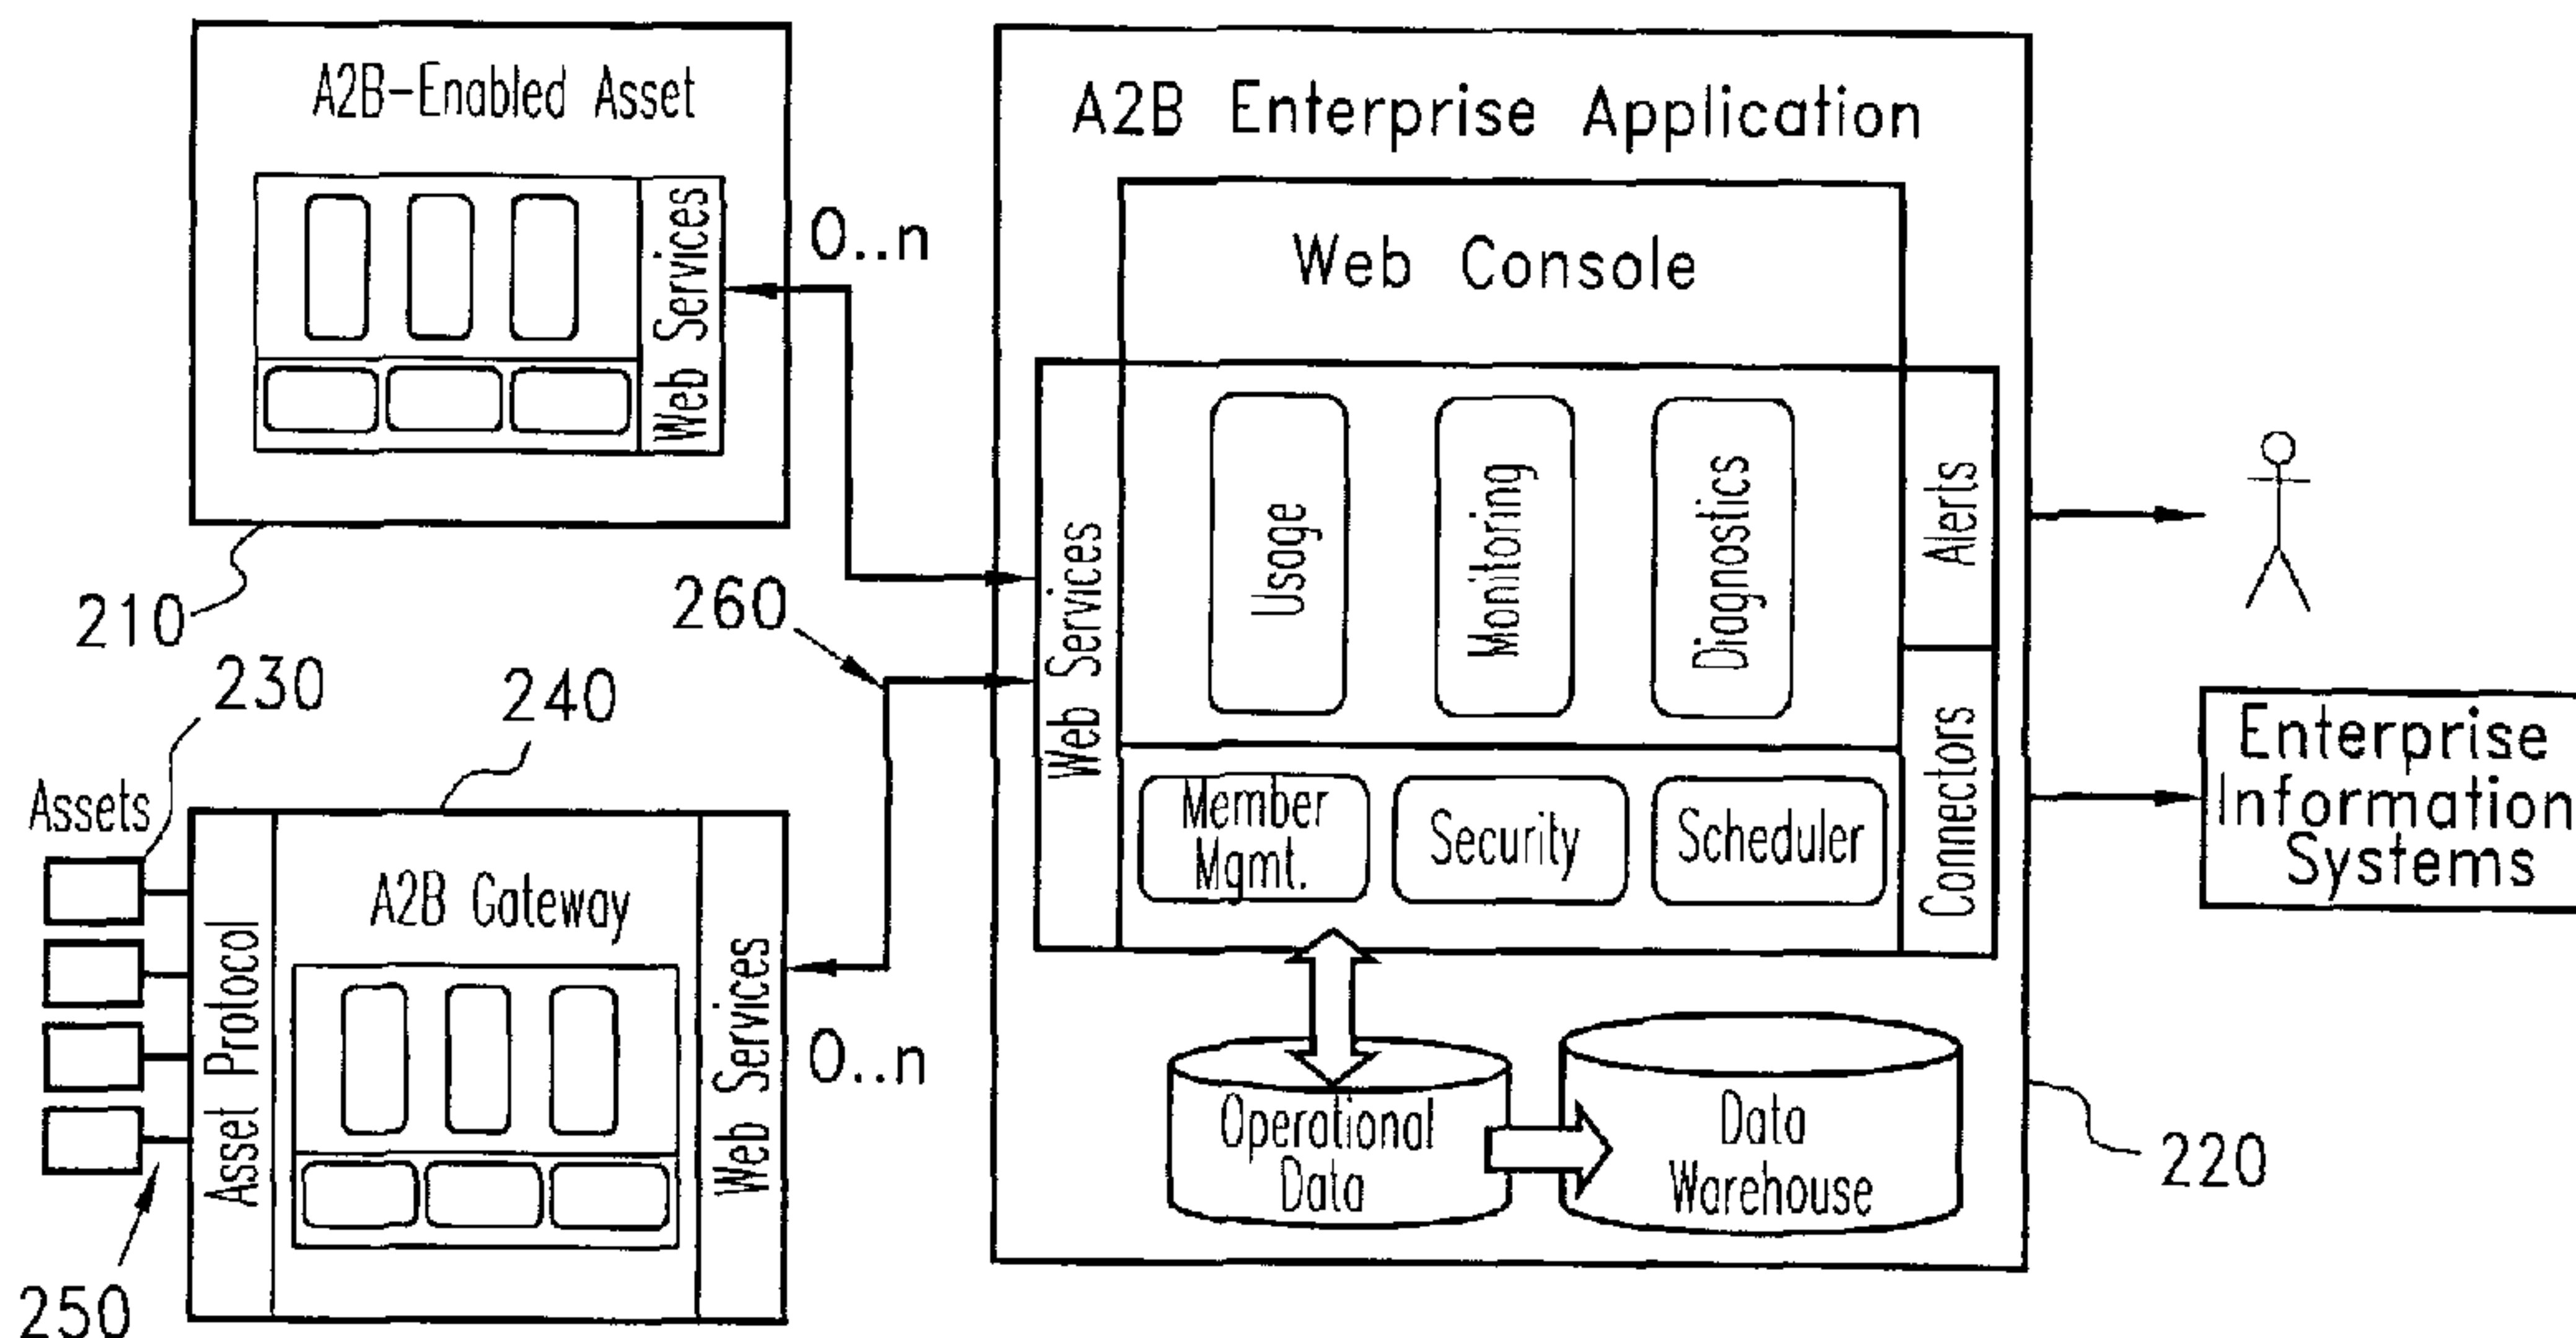 A2B-Enabled Asset
Web Services
0..n
210
260
230
240
Assets
Asset Protocol
A2B Gateway
Web Services
0..n
250
A2B Enterprise Application
Web Console
Web Services
Usage
Monitoring
Diagnostics
Alerts
Connectors
Member
Mgmt.
Security
Scheduler
Operational
Data
Data
Warehouse
220
Enterprise
Information
Systems